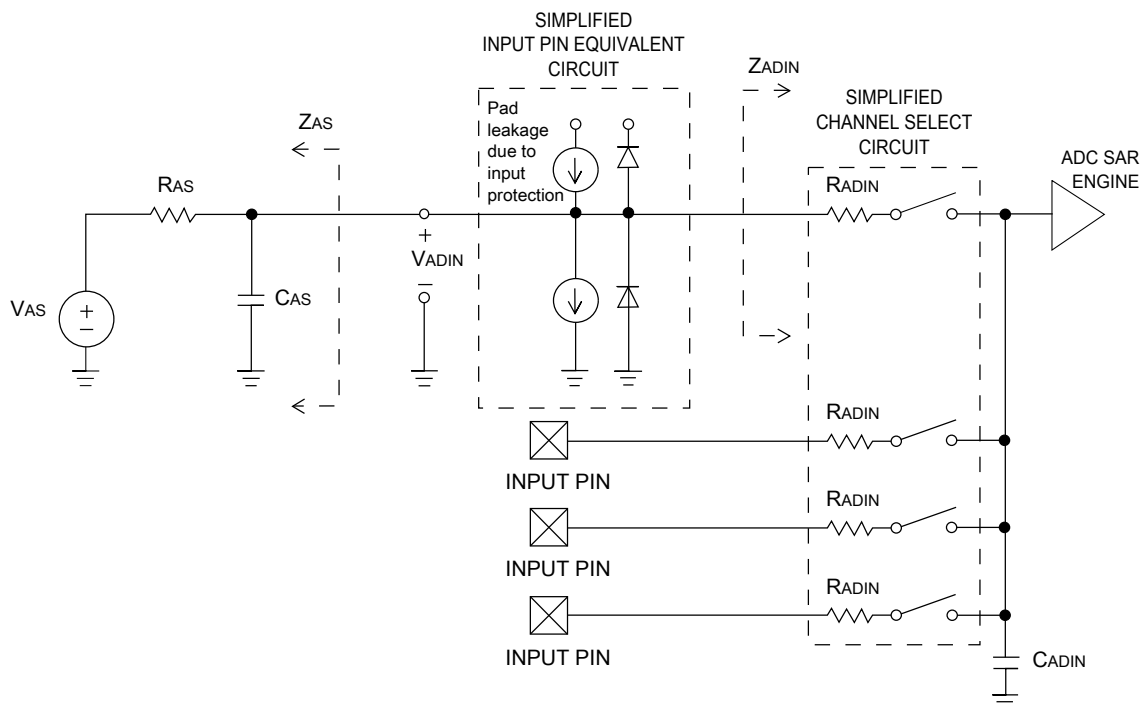 SIMPLIFIED
INPUT PIN EQUIVALENT
CIRCUIT
Pad
leakage
due to
input
protection
ZAS
ZADIN
SIMPLIFIED
CHANNEL SELECT
CIRCUIT
ADC SAR
ENGINE
RAS
RADIN
+
VADIN
−
VAS
+
−
CAS
RADIN
INPUT PIN
RADIN
INPUT PIN
RADIN
INPUT PIN
CADIN